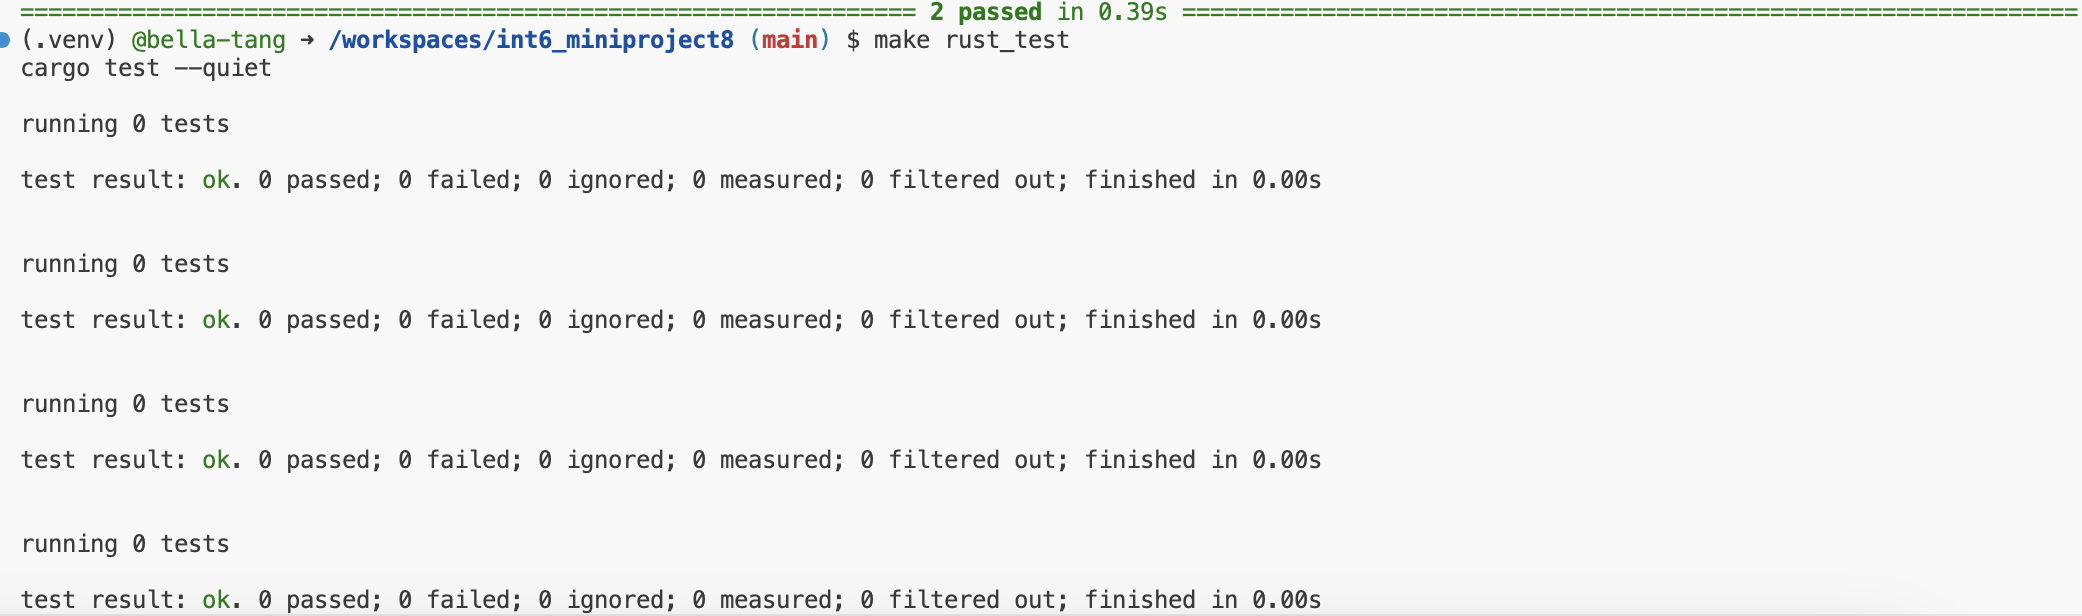 ================================================================ 2 passed in 0.39s ================================================================
(.venv) @bella-tang ➜ /workspaces/int6_miniproject8 (main) $ make rust_test
cargo test --quiet
running 0 tests
test result: ok. 0 passed; 0 failed; 0 ignored; 0 measured; 0 filtered out; finished in 0.00s
running 0 tests
test result: ok. 0 passed; 0 failed; 0 ignored; 0 measured; 0 filtered out; finished in 0.00s
running 0 tests
test result: ok. 0 passed; 0 failed; 0 ignored; 0 measured; 0 filtered out; finished in 0.00s
running 0 tests
test result: ok. 0 passed; 0 failed; 0 ignored; 0 measured; 0 filtered out; finished in 0.00s